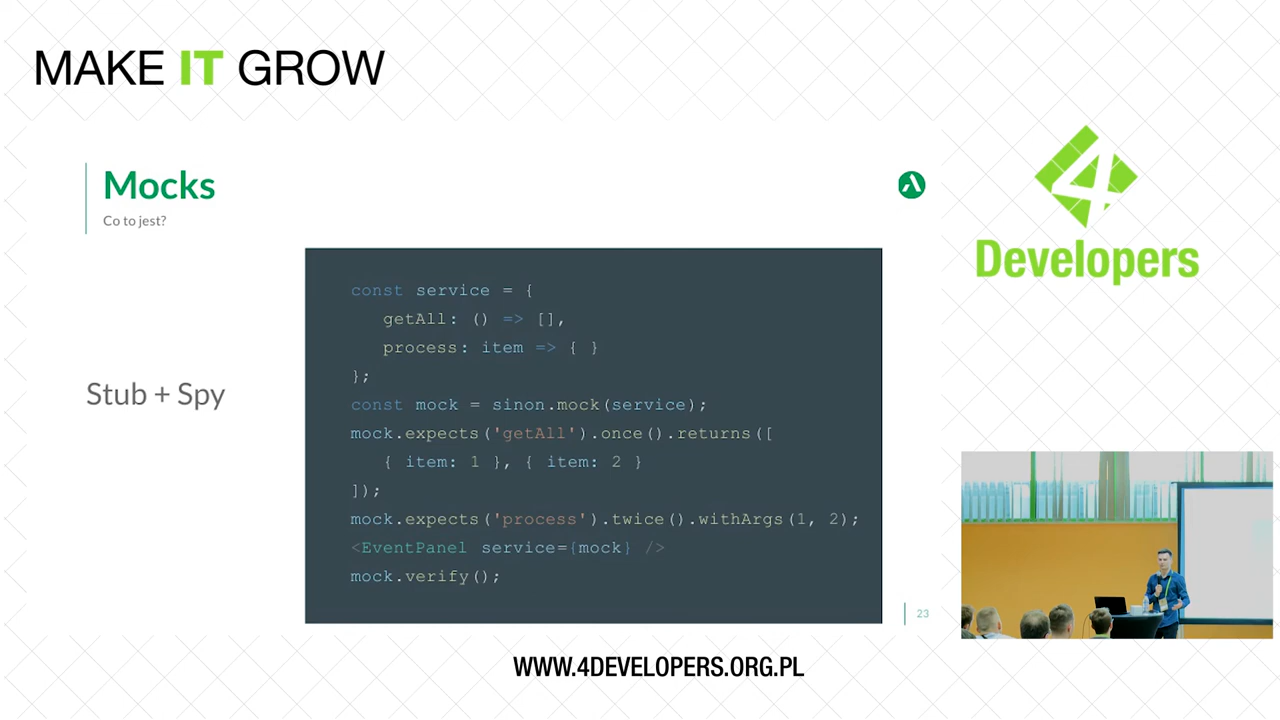 MAKE IT GROW
Mocks
Co to jest?
Stub + Spy
const service = {
getAll: () => [],
process: item => { }
};
const mock = sinon.mock(service);
mock.expects('getAll').once().returns([
{ item: 1 }, { item: 2 }
]);
mock.expects('process').twice().withArgs(1, 2);
<EventPanel service={mock} />
mock.verify();
23
4
Developers
WWW.4DEVELOPERS.ORG.PL